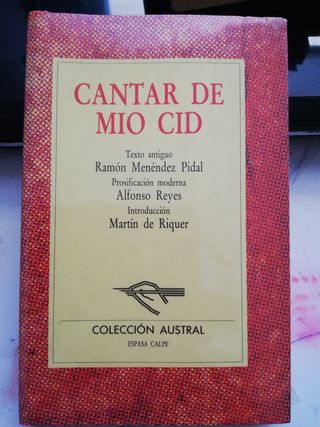 CANTAR DE
MIO CID
Texto antiguo
Ramón Menéndez Pidal
Prosificación moderna
Alfonso Reyes
Introducción
Martín de Riquer
COLECCIÓN AUSTRAL
ESPASA CALPE